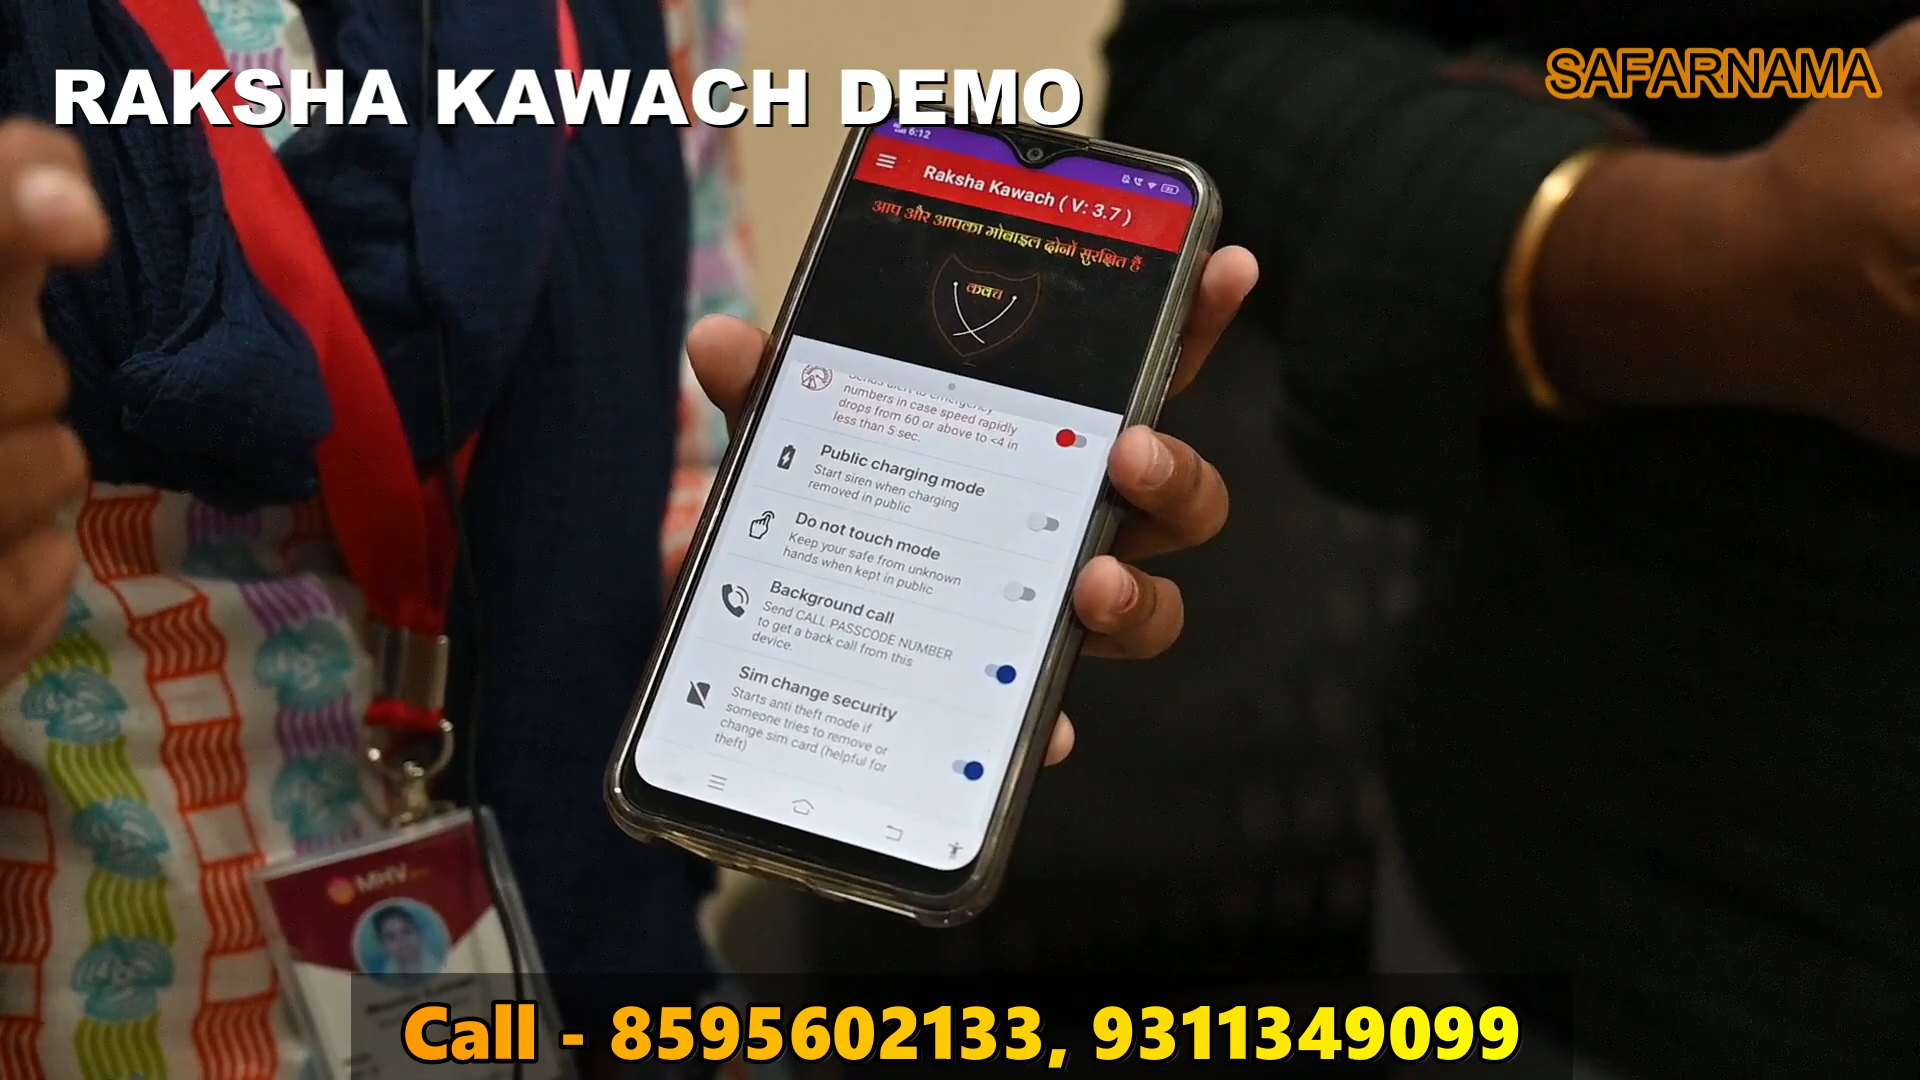 RAKSHA KAWACH DEMO
SAFARNAMA
6:12
Raksha Kawach ( V: 3.7 )
आप और आपका मोबाइल दोनों सुरक्षित हैं
कवच
numbers in case speed rapidly
drops from 60 or above to <4 in
less than 5 sec.
Public charging mode
Start siren when charging
removed in public
Do not touch mode
Keep your safe from unknown
hands when kept in public
Background call
Send CALL PASSCODE NUMBER
to get a back call from this
device.
Sim change security
Starts anti theft mode if
someone tries to remove or
change sim card (helpful for
theft)
MHV
Call - 8595602133, 9311349099